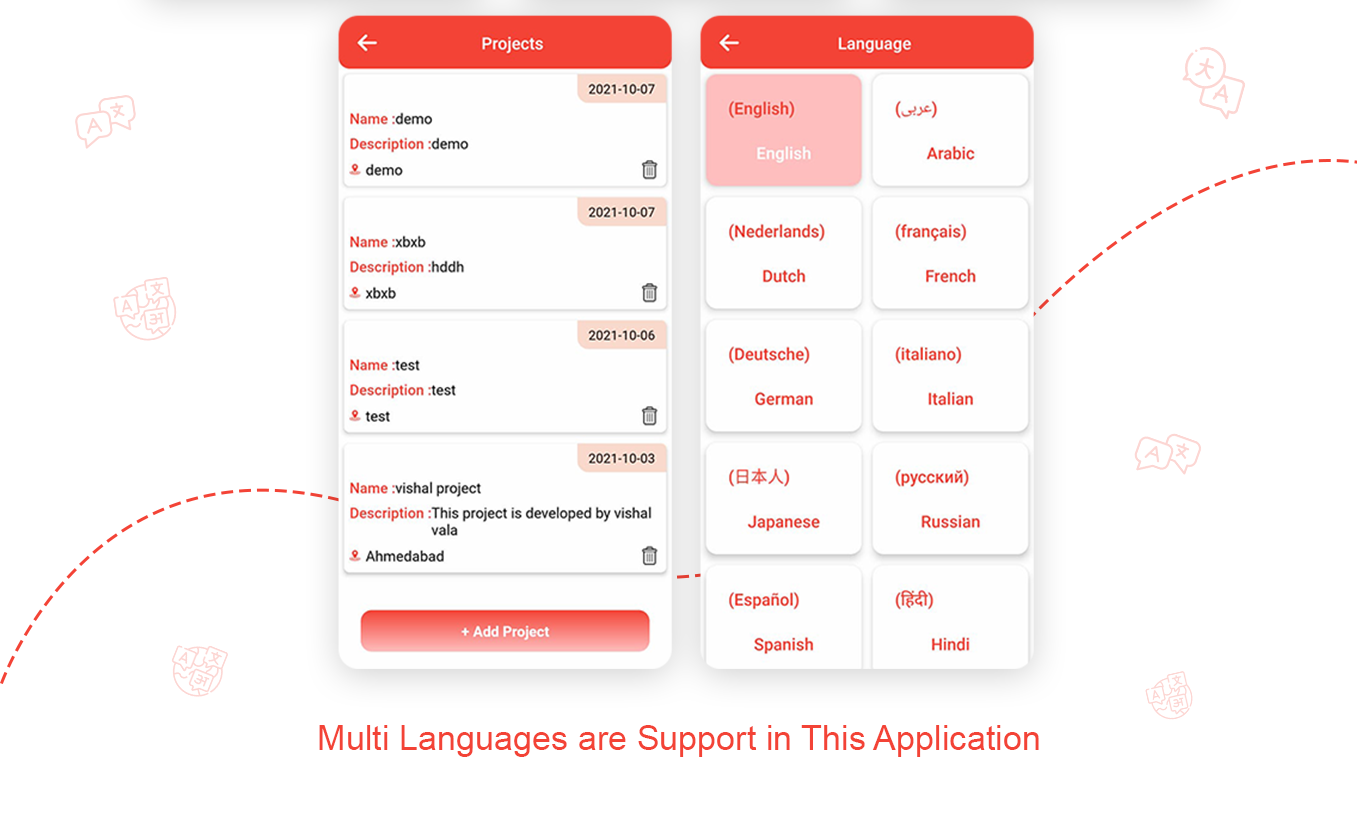 Projects
2021-10-07
Name :demo
Description :demo
demo
2021-10-07
Name :xbxb
Description :hddh
xbxb
2021-10-06
Name :test
Description :test
test
2021-10-03
Name :vishal project
Description :This project is developed by vishal
vala
Ahmedabad
+ Add Project
Language
(English)
English
(عربى)
Arabic
(Nederlands)
Dutch
(français)
French
(Deutsche)
German
(italiano)
Italian
(日本人)
Japanese
(русский)
Russian
(Español)
Spanish
(हिंदी)
Hindi
Multi Languages are Support in This Application